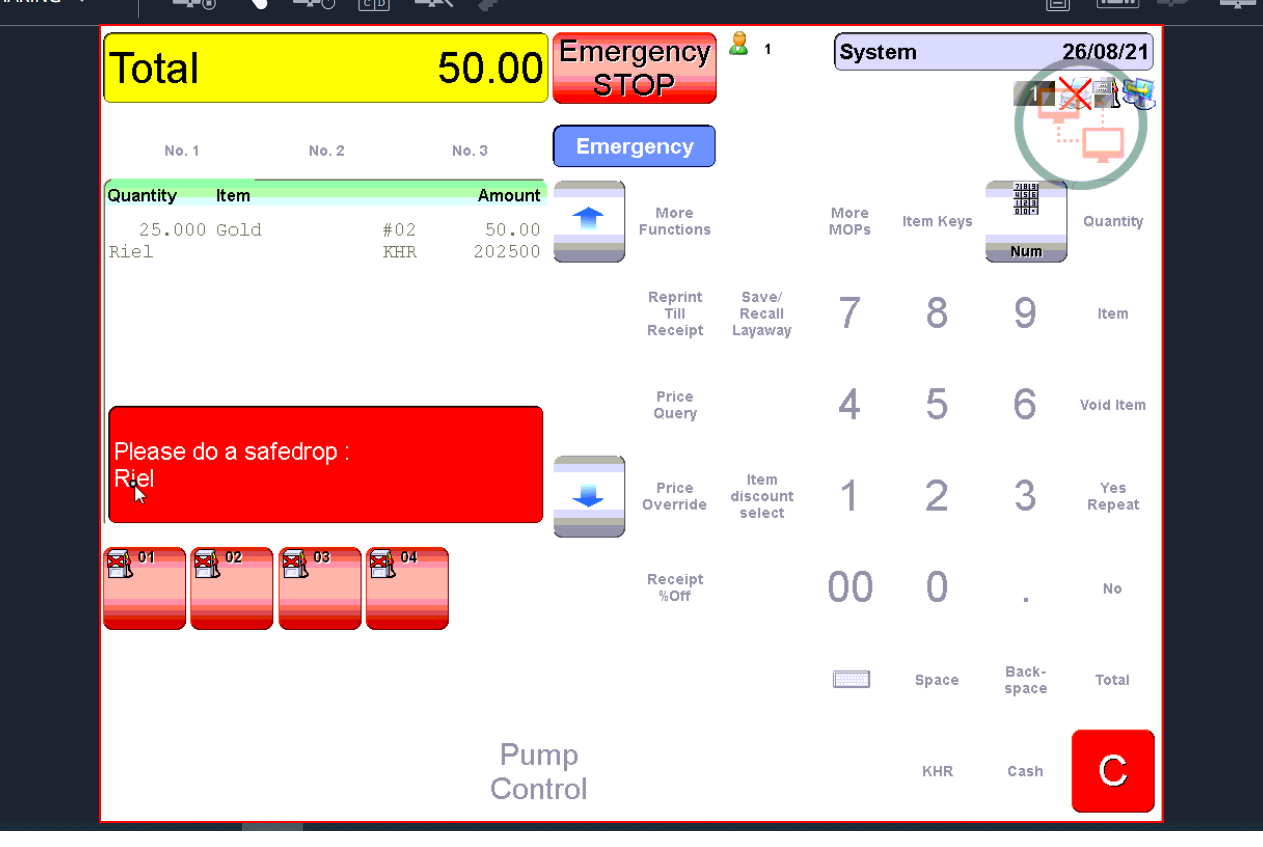 Total 50.00
Emergency
STOP
1
System 26/08/21
1
No. 1 No. 2 No. 3
Emergency
Quantity Item Amount
25.000 Gold #02 50.00
Riel KHR 202500
More
Functions
More
MOPs
Item Keys
Num
Quantity
Reprint
Till
Receipt
Save/
Recall
Layaway
7 8 9
Item
Price
Query
4 5 6
Void Item
Please do a safedrop :
Riel
Price
Override
Item
discount
select
1 2 3
Yes
Repeat
01 02 03 04
Receipt
%Off
00 0 .
No
Space
Back-
space
Total
Pump
Control
KHR
Cash
C